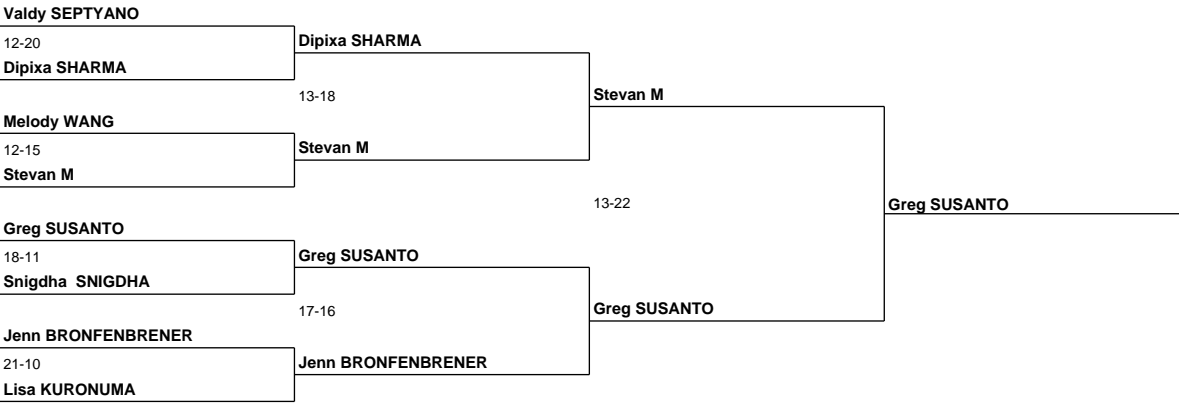 Valdy SEPTYANO
12-20
Dipixa SHARMA
Melody WANG
12-15
Stevan M
Greg SUSANTO
18-11
Snigdha  SNIGDHA
Jenn BRONFENBRENER
21-10
Lisa KURONUMA
Dipixa SHARMA
13-18
Stevan M
Greg SUSANTO
17-16
Jenn BRONFENBRENER
Stevan M
13-22
Greg SUSANTO
Greg SUSANTO